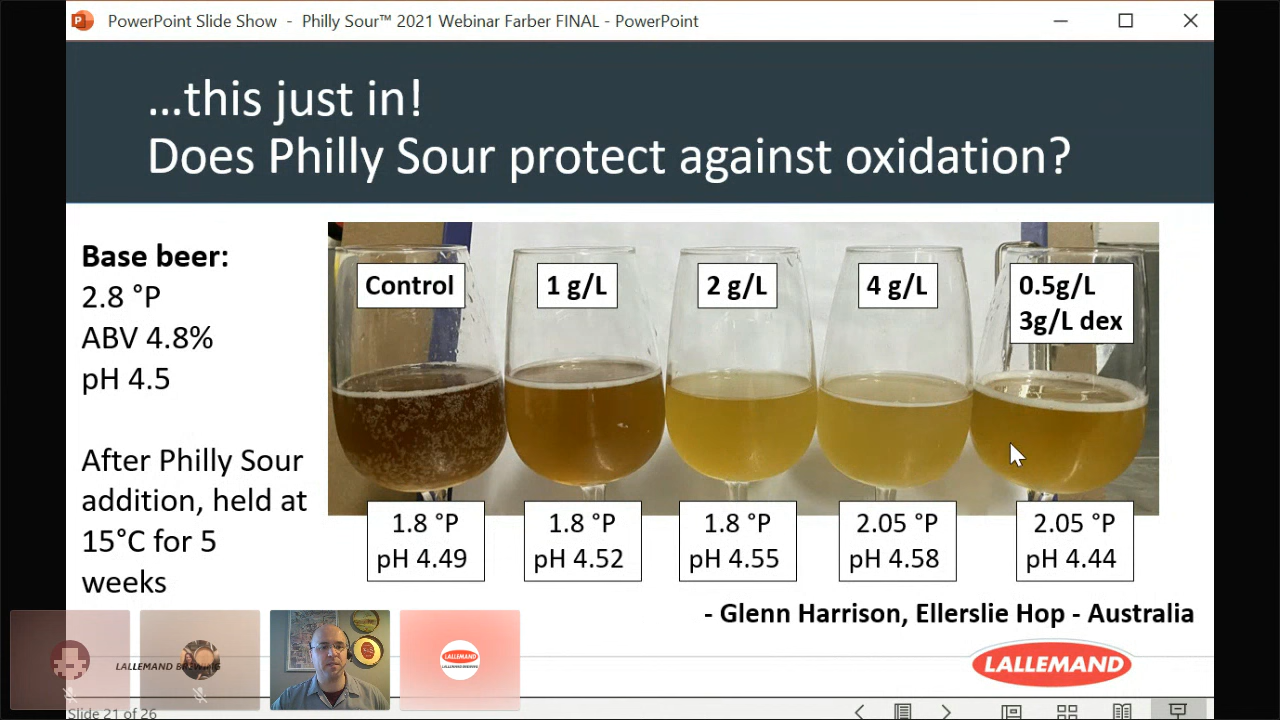 PowerPoint Slide Show - Philly Sour™ 2021 Webinar Farber FINAL - PowerPoint
...this just in!
Does Philly Sour protect against oxidation?
Base beer:
2.8 °P
ABV 4.8%
pH 4.5
After Philly Sour
addition, held at
15°C for 5
weeks
Control
1 g/L
2 g/L
4 g/L
0.5g/L
3g/L dex
1.8 °P
pH 4.49
1.8 °P
pH 4.52
1.8 °P
pH 4.55
2.05 °P
pH 4.58
2.05 °P
pH 4.44
- Glenn Harrison, Ellerslie Hop - Australia
LALLEMAND
LALLEMAND BREWING
LALLEMAND
Slide 21 of 26